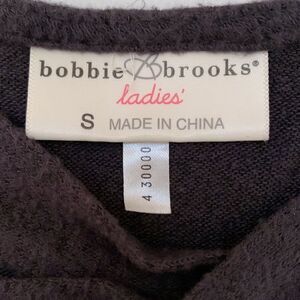 bobbie brooks®
ladies'
S MADE IN CHINA
4 30000